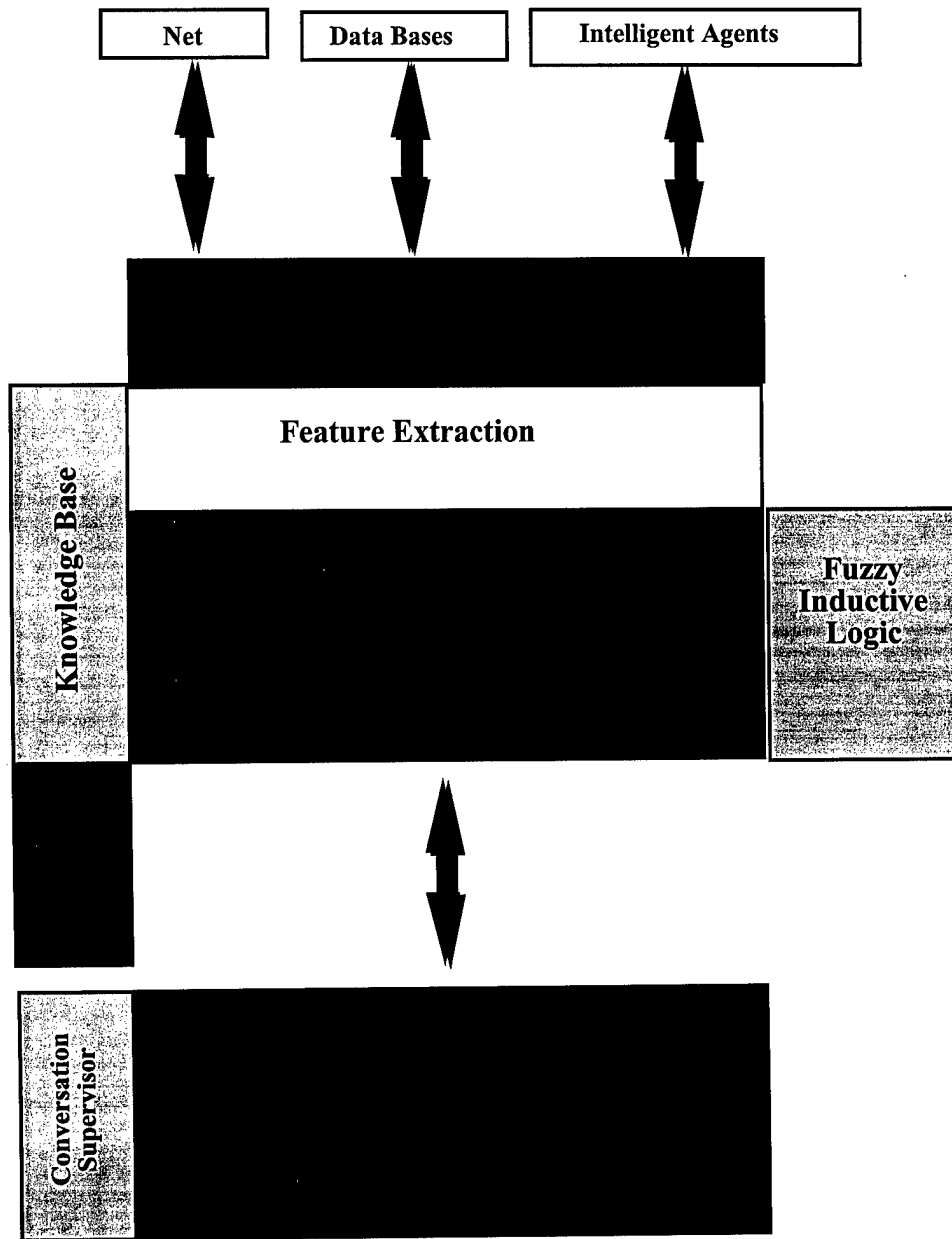 Net
Data Bases
Intelligent Agents
Feature Extraction
Knowledge Base
Fuzzy
Inductive
Logic
Conversation
Supervisor